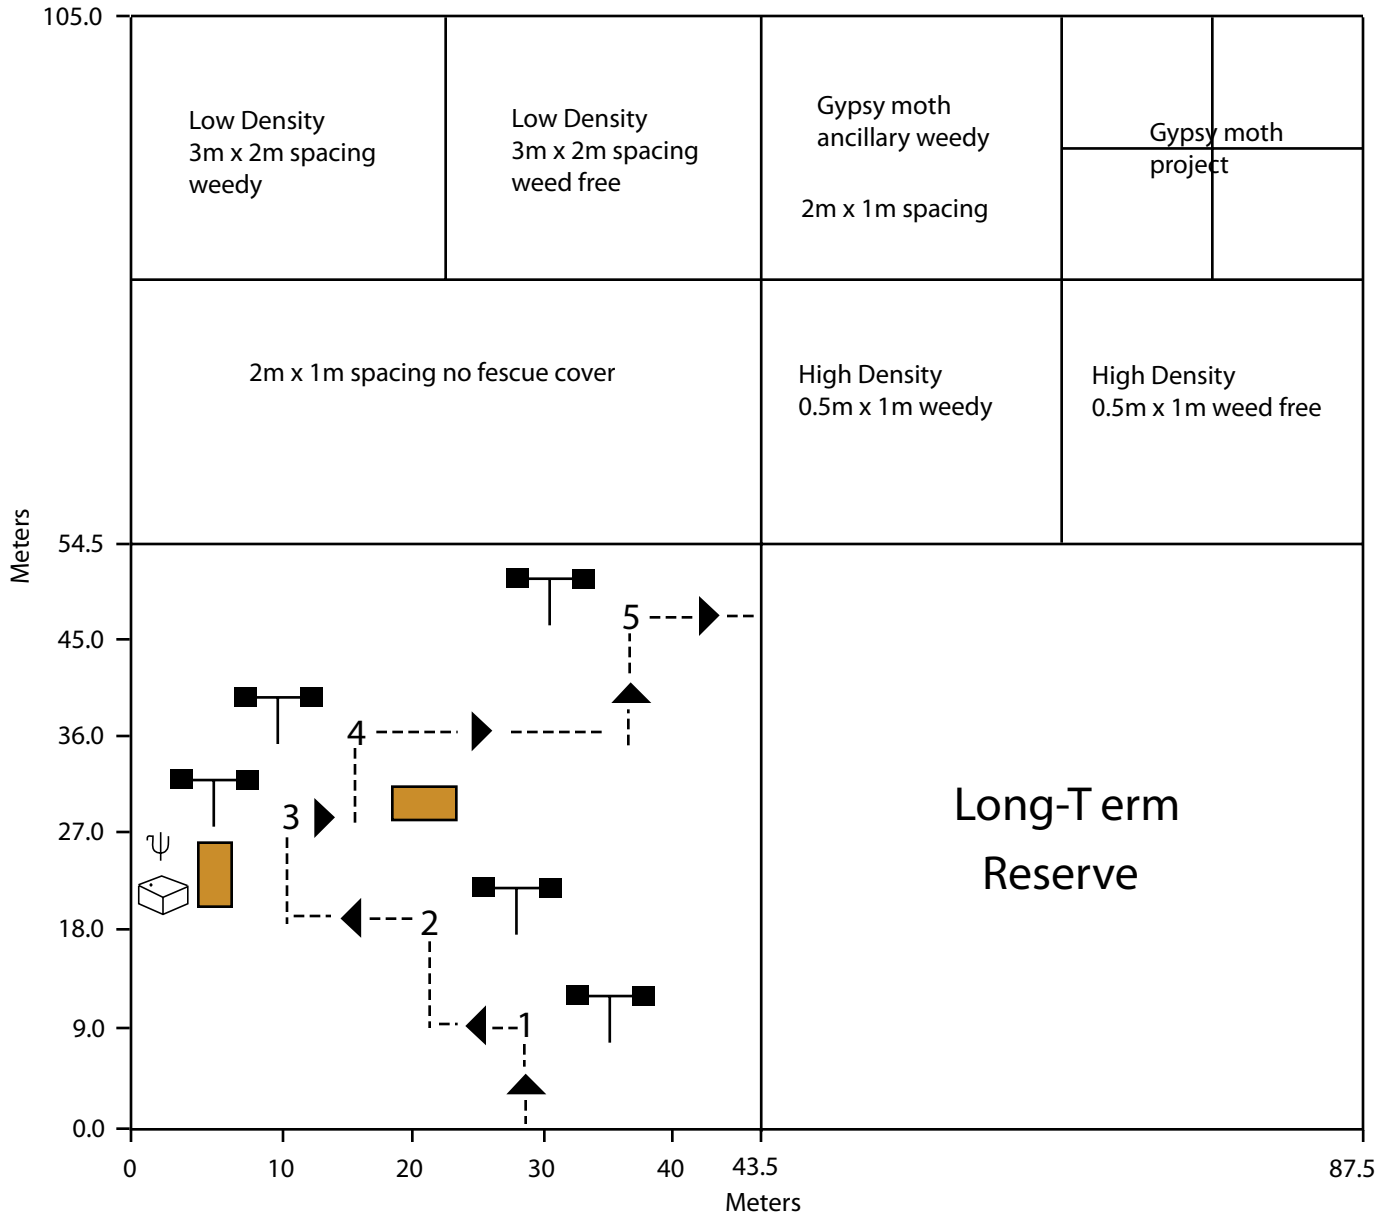 105.0
Low Density
3m x 2m spacing
weedy
Low Density
3m x 2m spacing
weed free
Gypsy moth
ancillary weedy
2m x 1m spacing
Gypsy moth
project
2m x 1m spacing no fescue cover
High Density
0.5m x 1m weedy
High Density
0.5m x 1m weed free
Meters
54.5
45.0
36.0
27.0
18.0
9.0
0.0
5
4
3
2
1
Long-T erm
Reserve
0 10 20 30 40 43.5 87.5
Meters